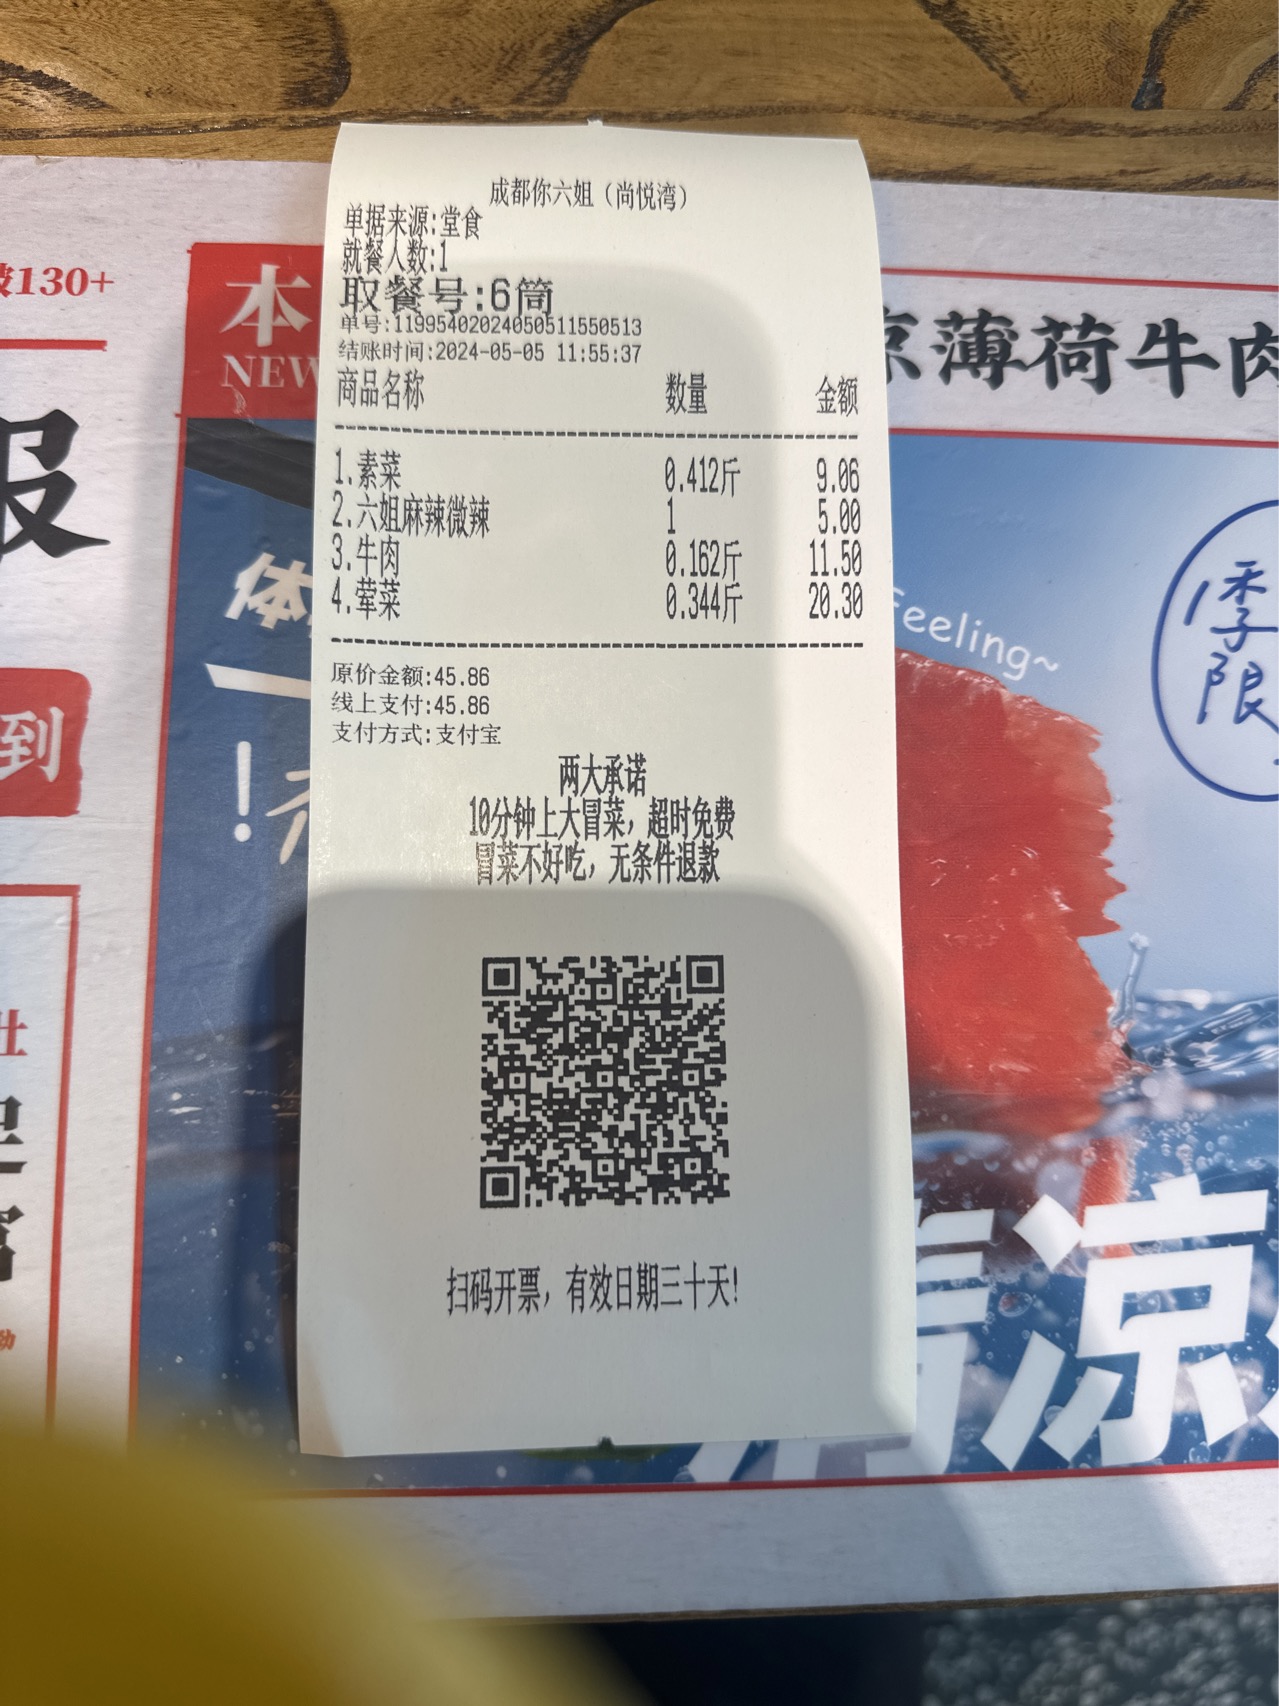 成都你六姐（尚悦湾）
单据来源:堂食
就餐人数:1
取餐号:6筒
单号:11995402024050511550513
结账时间:2024-05-05 11:55:37
商品名称 数量 金额
1.素菜 0.412斤 9.06
2.六姐麻辣微辣 1 5.00
3.牛肉 0.162斤 11.50
4.荤菜 0.344斤 20.30
原价金额:45.86
线上支付:45.86
支付方式:支付宝
两大承诺
10分钟上大冒菜，超时免费
冒菜不好吃，无条件退款
扫码开票，有效日期三十天!
130+
报
到
本
NEW
体
一
!
薄荷牛肉
Feeling~
季
限
清凉